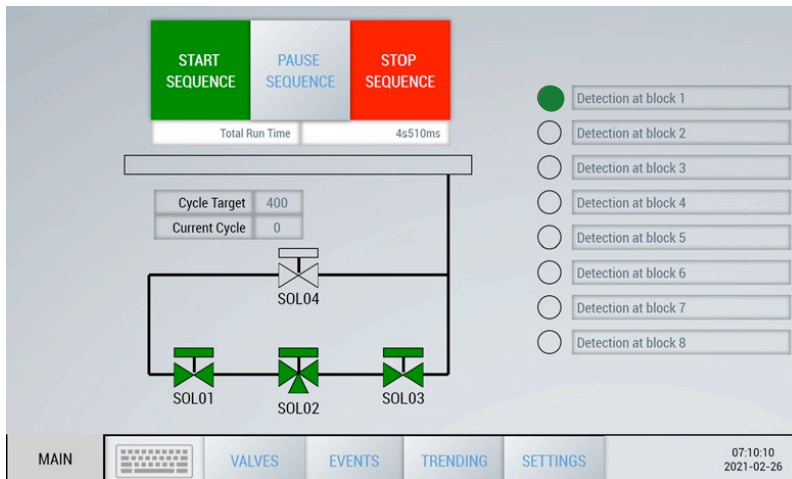 START
SEQUENCE
PAUSE
SEQUENCE
STOP
SEQUENCE
Total Run Time 4s510ms
Cycle Target 400
Current Cycle 0
SOL04
SOL01
SOL02
SOL03
Detection at block 1
Detection at block 2
Detection at block 3
Detection at block 4
Detection at block 5
Detection at block 6
Detection at block 7
Detection at block 8
MAIN
VALVES
EVENTS
TRENDING
SETTINGS
07:10:10
2021-02-26